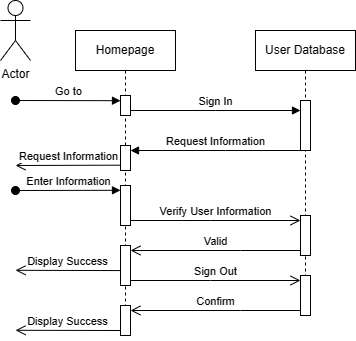 Homepage
User Database
Actor
Go to
Sign In
Request Information
Request Information
Enter Information
Verify User Information
Valid
Display Success
Sign Out
Confirm
Display Success